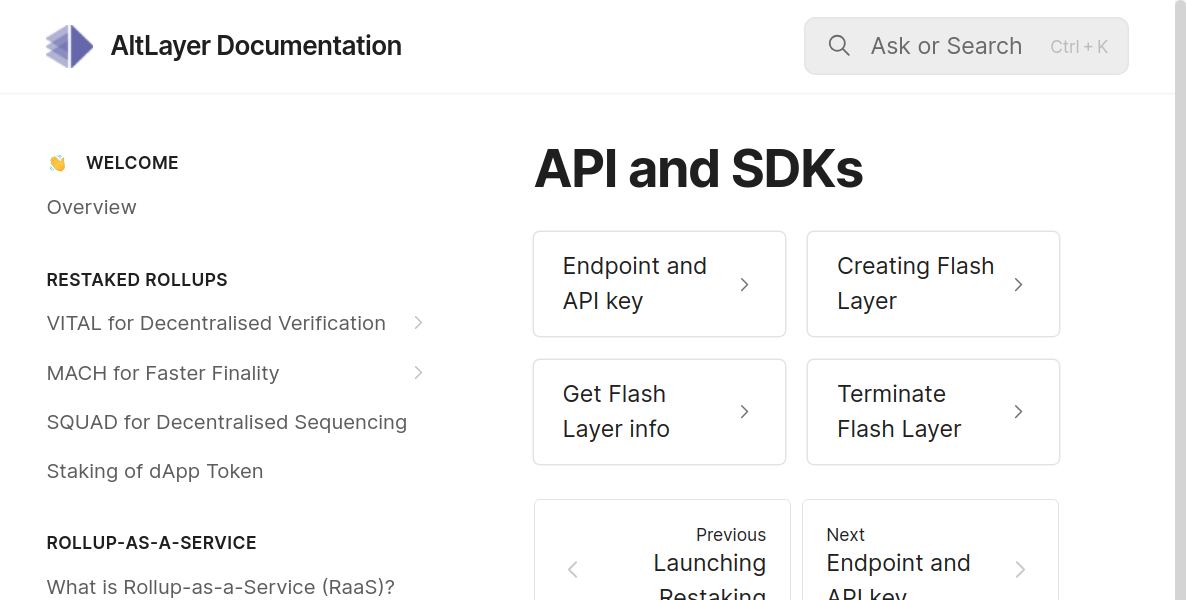 AltLayer Documentation
Ask or Search Ctrl + K
WELCOME
Overview
RESTAKED ROLLUPS
VITAL for Decentralised Verification
MACH for Faster Finality
SQUAD for Decentralised Sequencing
Staking of dApp Token
ROLLUP-AS-A-SERVICE
What is Rollup-as-a-Service (RaaS)?
API and SDKs
Endpoint and
API key
Creating Flash
Layer
Get Flash
Layer info
Terminate
Flash Layer
Previous
Launching
Restaking
Next
Endpoint and
API key